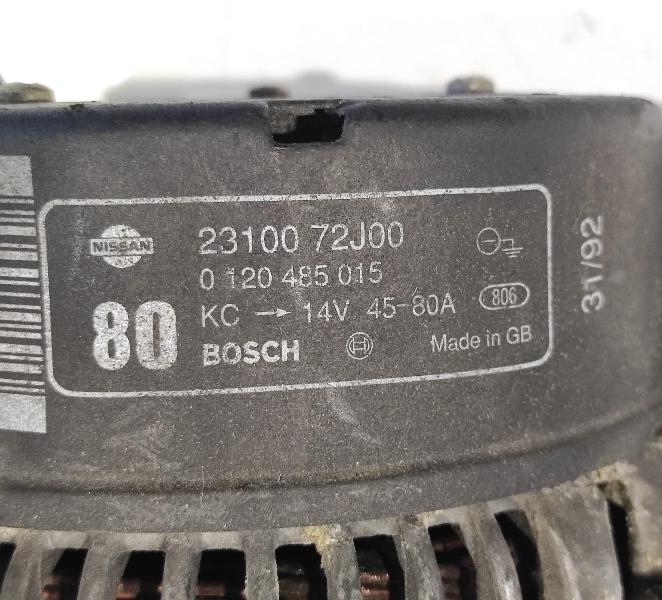 NISSAN
23100 72J00
0 120 485 015
KC → 14V 45-80A
806
80
BOSCH
Made in GB
31/92